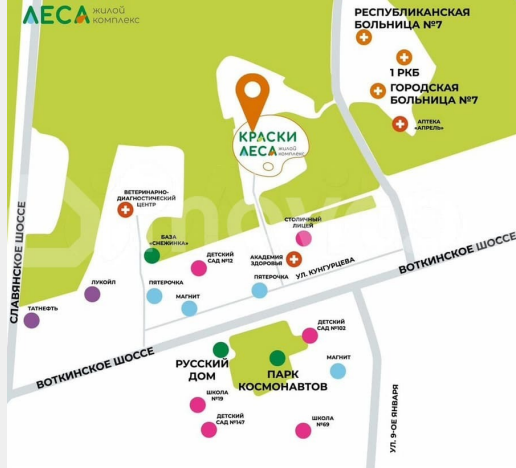 ЛЕСА жилой
комплекс
РЕСПУБЛИКАНСКАЯ
БОЛЬНИЦА №7
1 РКБ
ГОРОДСКАЯ
БОЛЬНИЦА №7
АПТЕКА
«АПРЕЛЬ»
КРАСКИ
ЛЕСА жилой
комплекс
ВЕТЕРИНАРНО-
ДИАГНОСТИЧЕСКИЙ
ЦЕНТР
СТОЛИЧНЫЙ
ЛИЦЕЙ
БАЗА
«СНЕЖИНКА»
ДЕТСКИЙ
САД №12
АКАДЕМИЯ
ЗДОРОВЬЯ
УЛ. КУНГУРЦЕВА
ВОТКИНСКОЕ ШОССЕ
СЛАВЯНСКОЕ ШОССЕ
ЛУКОЙЛ
ПЯТЕРОЧКА
ПЯТЕРОЧКА
МАГНИТ
ТАТНЕФТЬ
ДЕТСКИЙ
САД №102
ВОТКИНСКОЕ ШОССЕ
РУССКИЙ
ДОМ
ПАРК
КОСМОНАВТОВ
МАГНИТ
ШКОЛА
№19
ДЕТСКИЙ
САД №147
ШКОЛА
№69
УЛ. 9-ОЕ ЯНВАРЯ